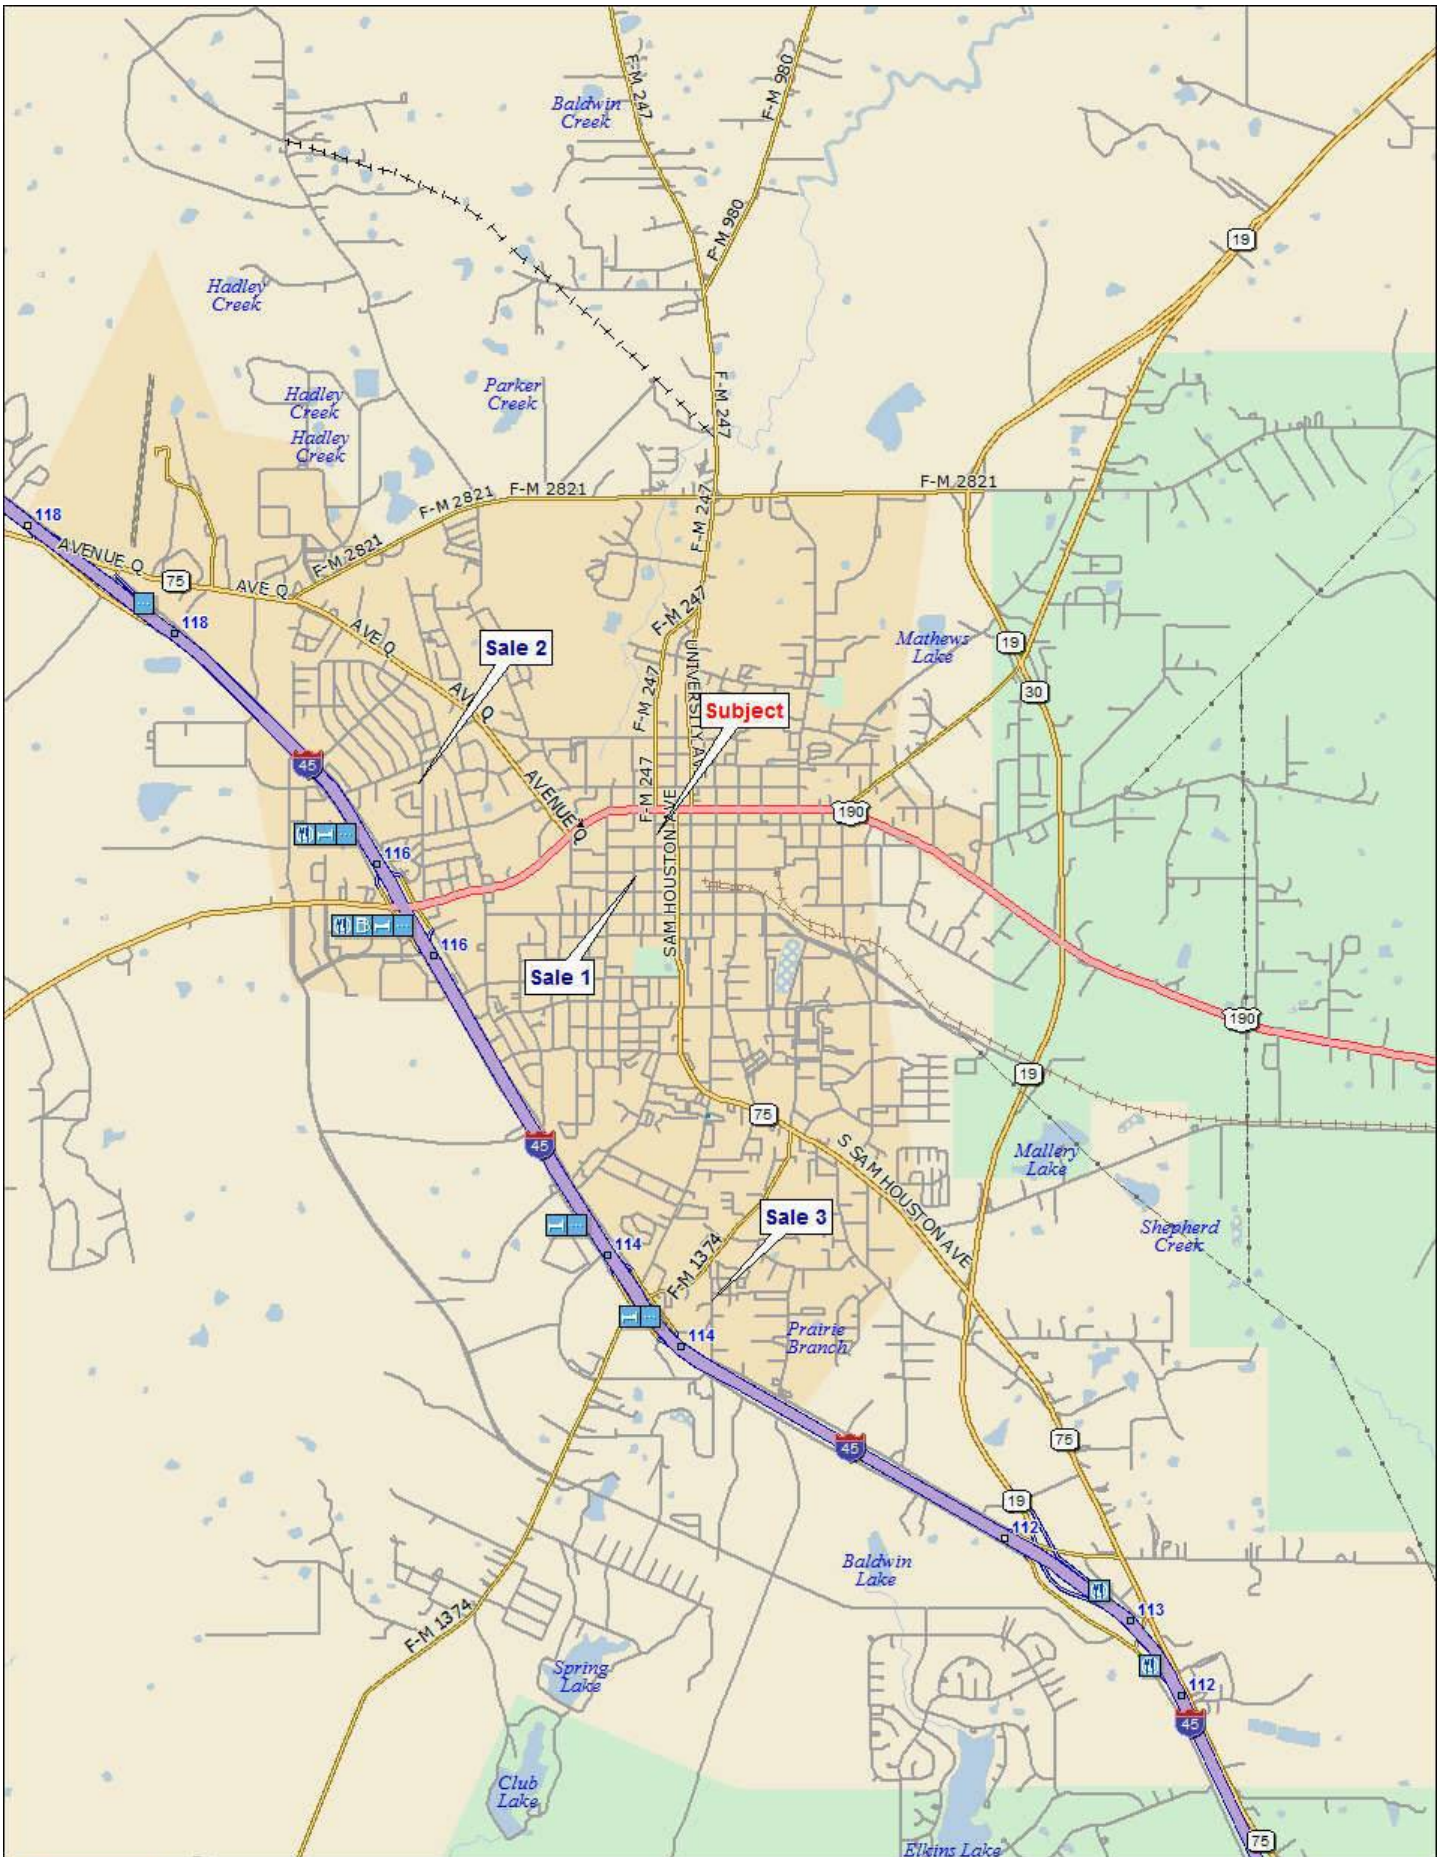 F-M 247
F-M 980
Baldwin
Creek
F-M 980
19
Hadley
Creek
Hadley
Creek
Parker
Creek
F-M 247
Hadley
Creek
F-M 2821
F-M 2821
F-M 2821
118
F-M 247
AVENUE Q
F-M 2821
75
AVE Q
118
F-M 247
AVE Q
Mathews
Lake
19
Sale 2
30
AVE Q
F-M 247
UNIVERSITY AVE
Subject
45
F-M 247
AVENUE Q
190
116
SAM HOUSTON AVE
116
Sale 1
190
19
75
45
S SAM HOUSTON AVE
Mallery
Lake
Sale 3
Shepherd
Creek
114
F-M 1374
114
Prairie
Branch
75
45
19
112
Baldwin
Lake
113
F-M 1374
Spring
Lake
112
45
Club
Lake
75
Elkins Lake